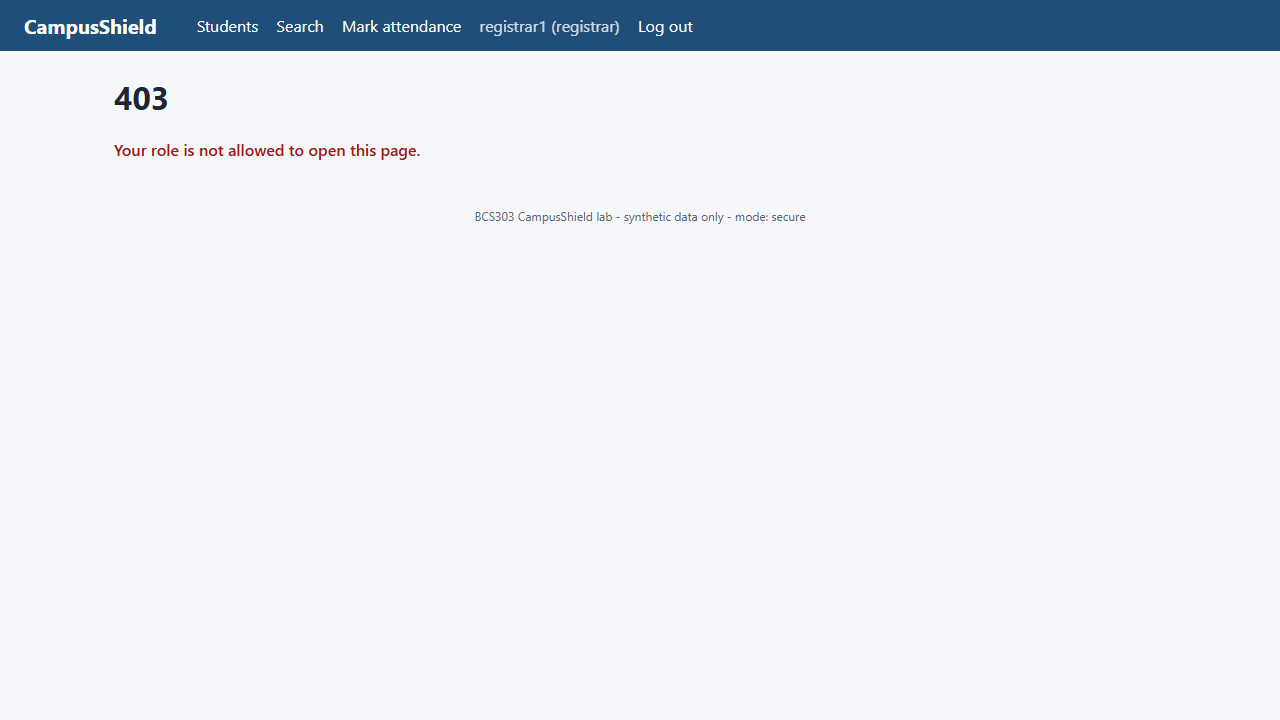 CampusShield Students Search Mark attendance registrar1 (registrar) Log out
403
Your role is not allowed to open this page.
BCS303 CampusShield lab - synthetic data only - mode: secure